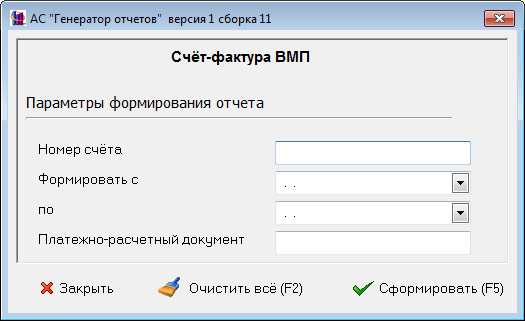 АС "Генератор отчетов" версия 1 сборка 11
Счёт-фактура ВМП
Параметры формирования отчета
Номер счёта
Формировать с
. .
по
. .
Платежно-расчетный документ
Закрыть
Очистить всё (F2)
Сформировать (F5)